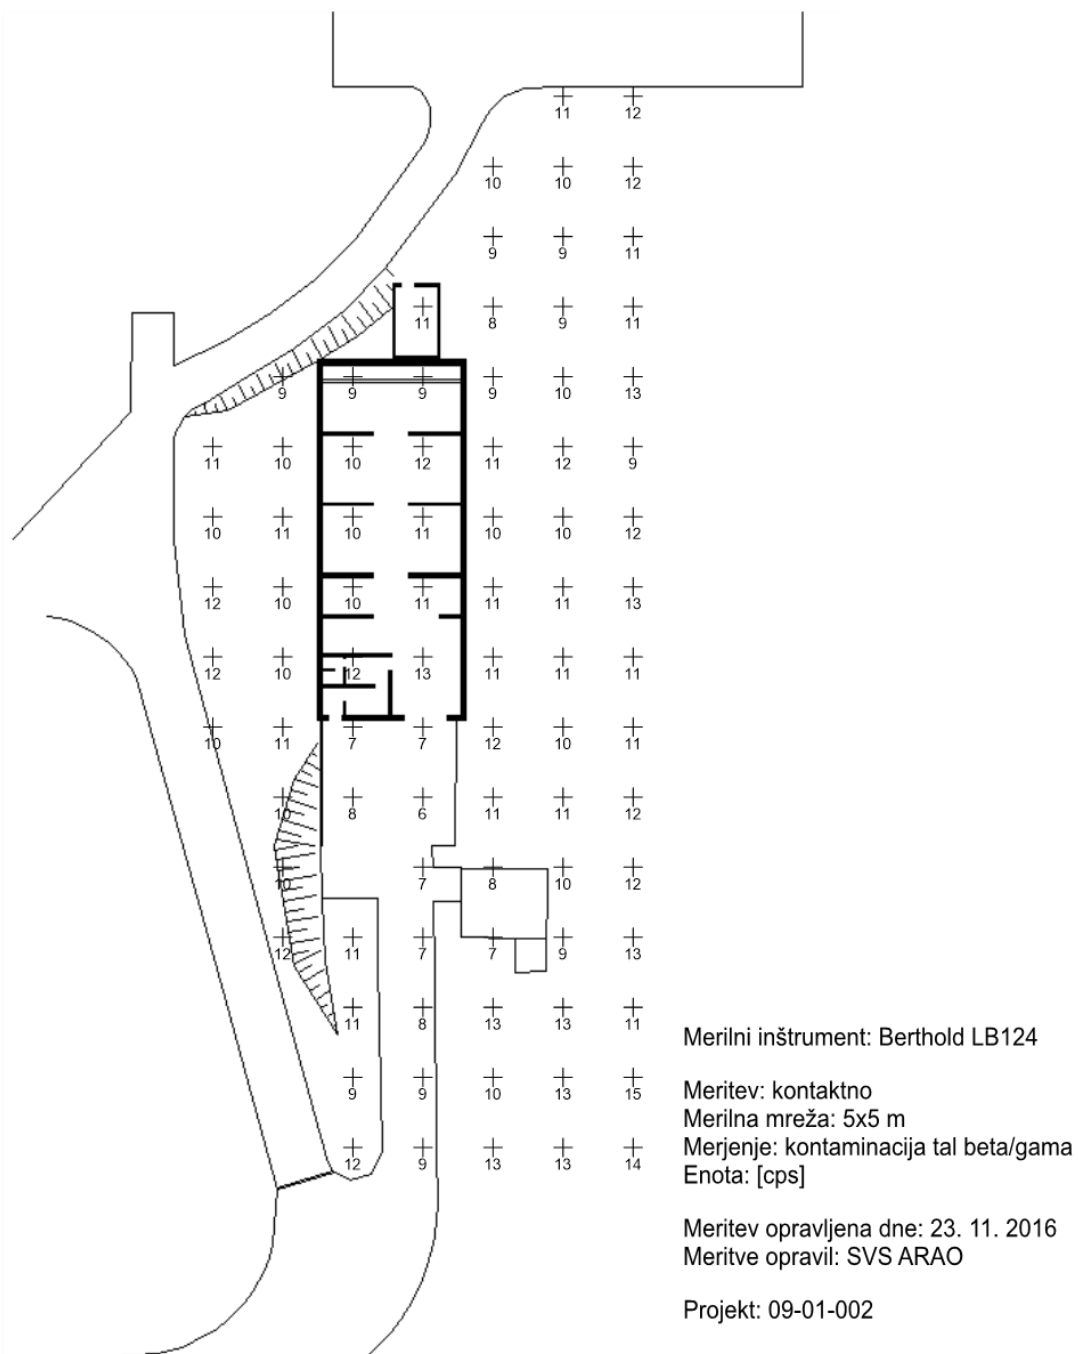 11 12
10 10 12
9 9 11
11 8 9 11
9 9 9 9 10 13
11 10 10 12 11 12 9
10 11 10 11 10 10 12
12 10 10 11 11 11 13
12 10 12 13 11 11 11
10 11 7 7 12 10 11
10 8 6 11 11 12
10 7 8 10 12
12 11 7 7 9 13
11 8 13 13 11
9 9 10 13 15
12 9 13 13 14
Merilni inštrument: Berthold LB124
Meritev: kontaktno
Merilna mreža: 5x5 m
Merjenje: kontaminacija tal beta/gama
Enota: [cps]
Meritev opravljena dne: 23. 11. 2016
Meritve opravil: SVS ARAO
Projekt: 09-01-002